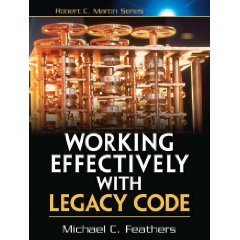 Robert C. Martin Series
WORKING
EFFECTIVELY
WITH
LEGACY CODE
Michael C. Feathers